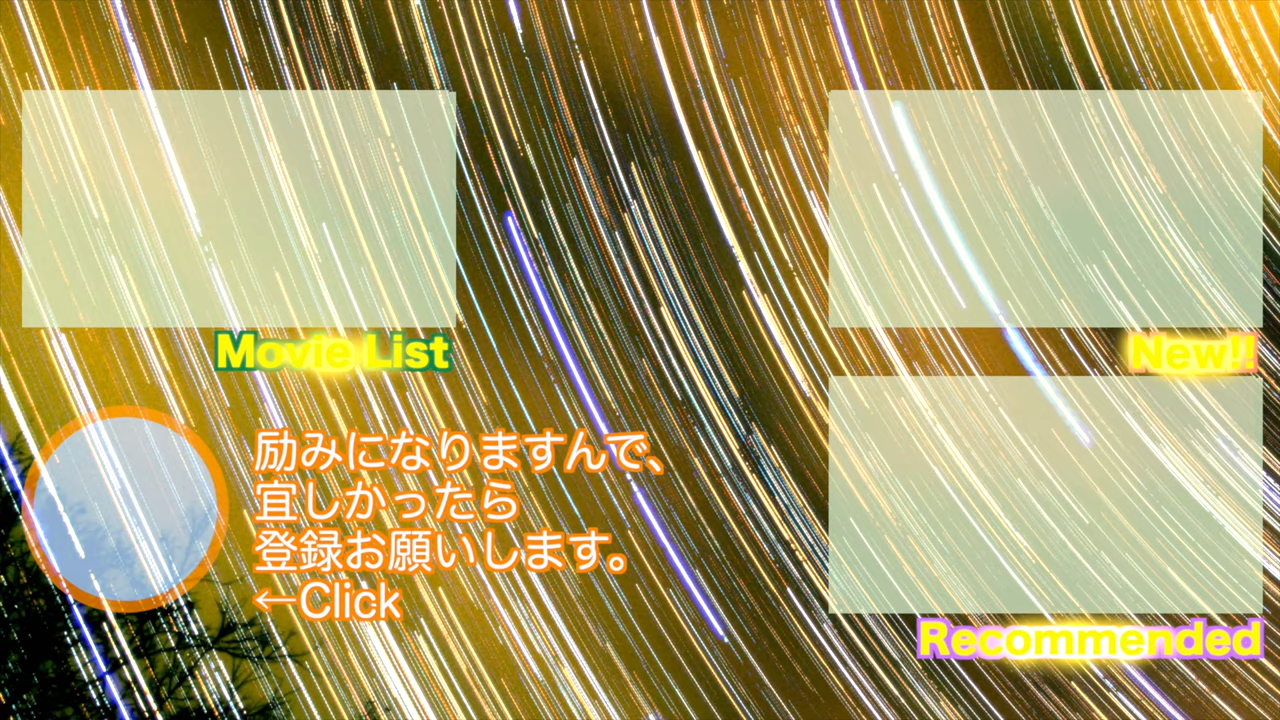 Movie List
New!!
励みになりますんで、
宜しかったら
登録お願いします。
←Click
Recommended